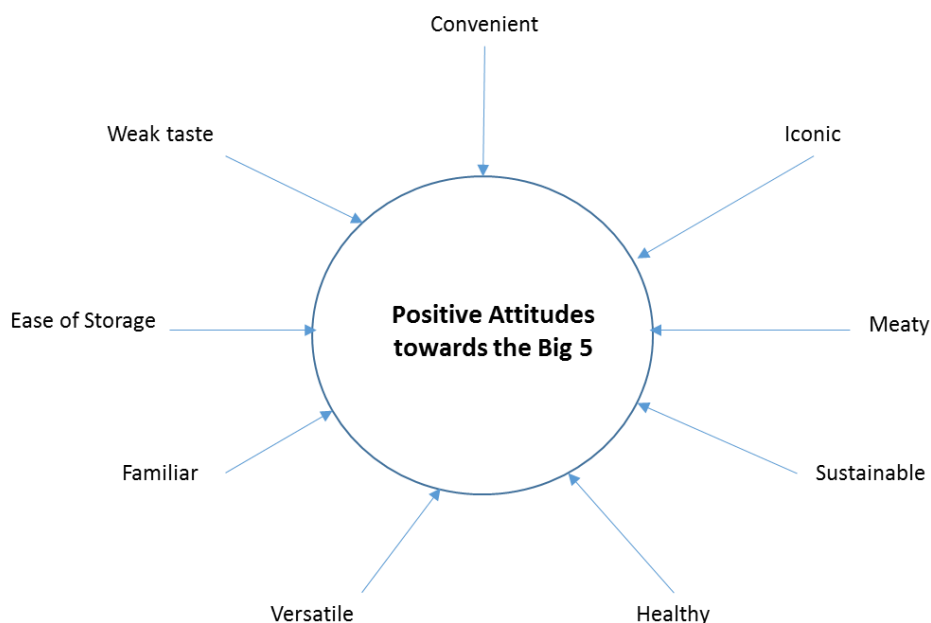 Convenient
Weak taste
Iconic
Ease of Storage
Positive Attitudes
towards the Big 5
Meaty
Familiar
Sustainable
Versatile
Healthy